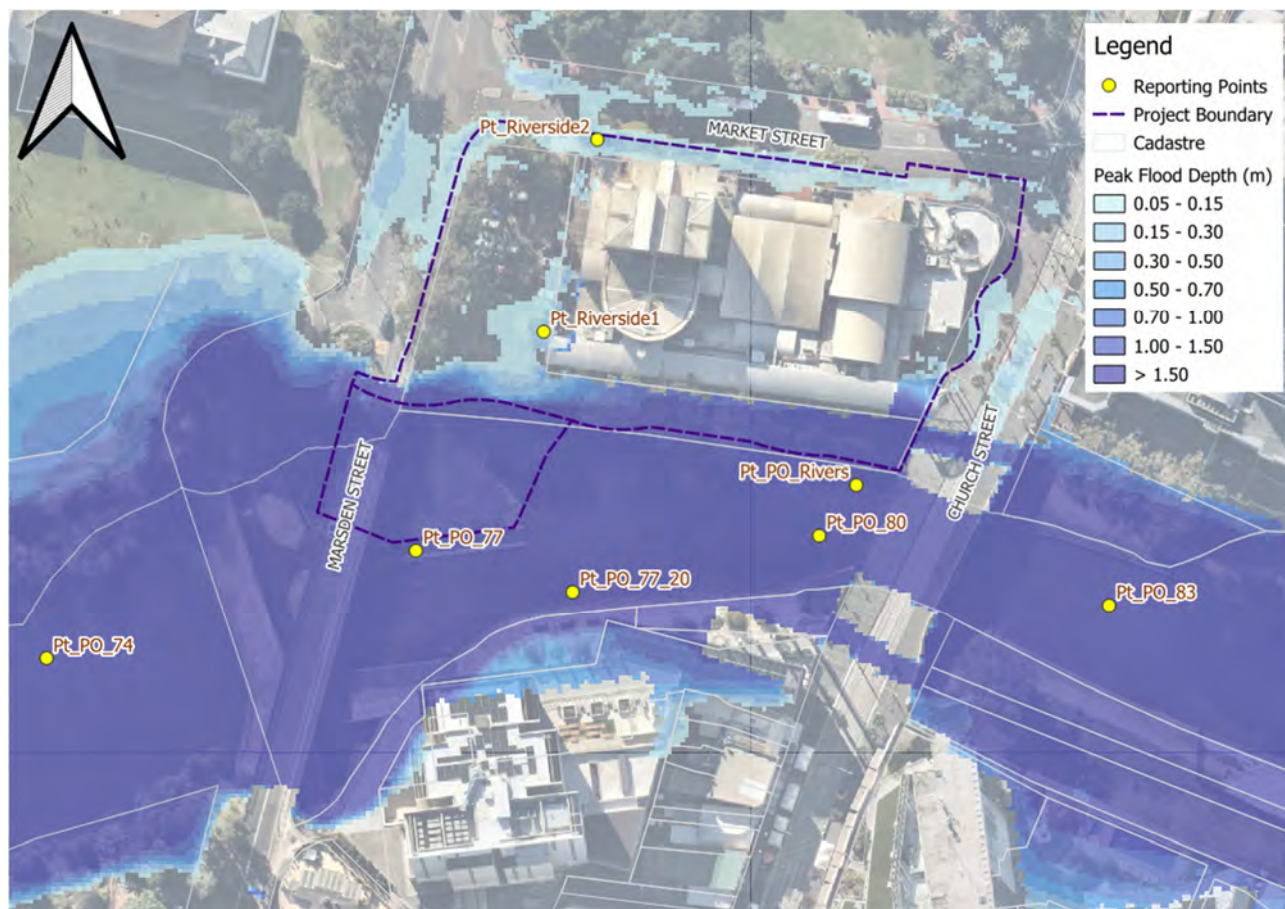 Legend
Reporting Points
Project Boundary
Cadastre
Peak Flood Depth (m)
0.05 - 0.15
0.15 - 0.30
0.30 - 0.50
0.50 - 0.70
0.70 - 1.00
1.00 - 1.50
> 1.50
Pt_Riverside2
MARKET STREET
Pt_Riverside1
MARSDEN STREET
CHURCH STREET
Pt_PO_Rivers
Pt_PO_80
Pt_PO_77
Pt_PO_77_20
Pt_PO_83
Pt_PO_74